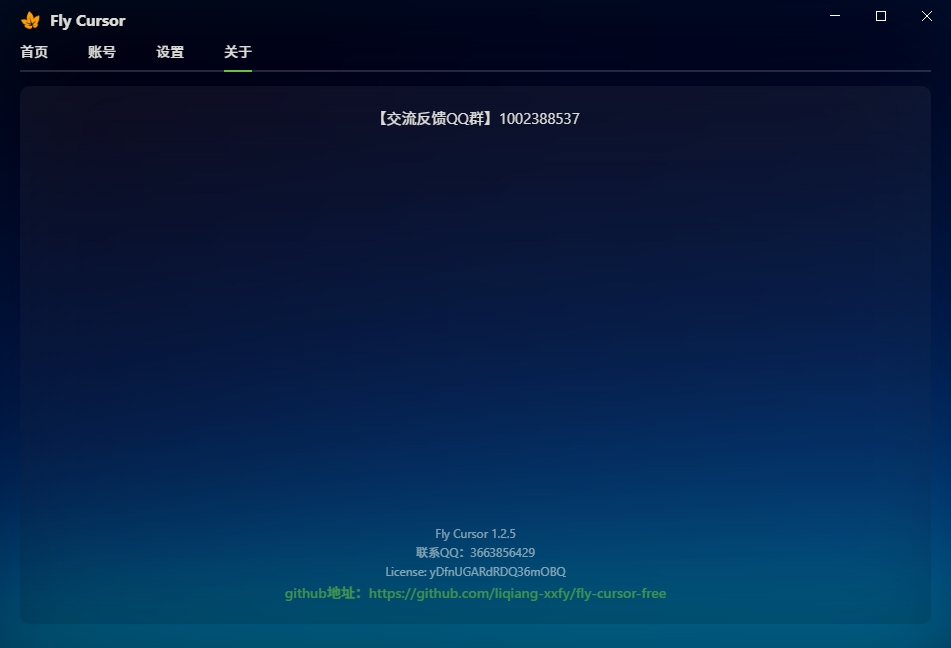 Fly Cursor
首页 账号 设置 关于
【交流反馈QQ群】1002388537
Fly Cursor 1.2.5
联系QQ：3663856429
License: yDfnUGARdRDQ36mOBQ
github地址：https://github.com/liqiang-xxfy/fly-cursor-free